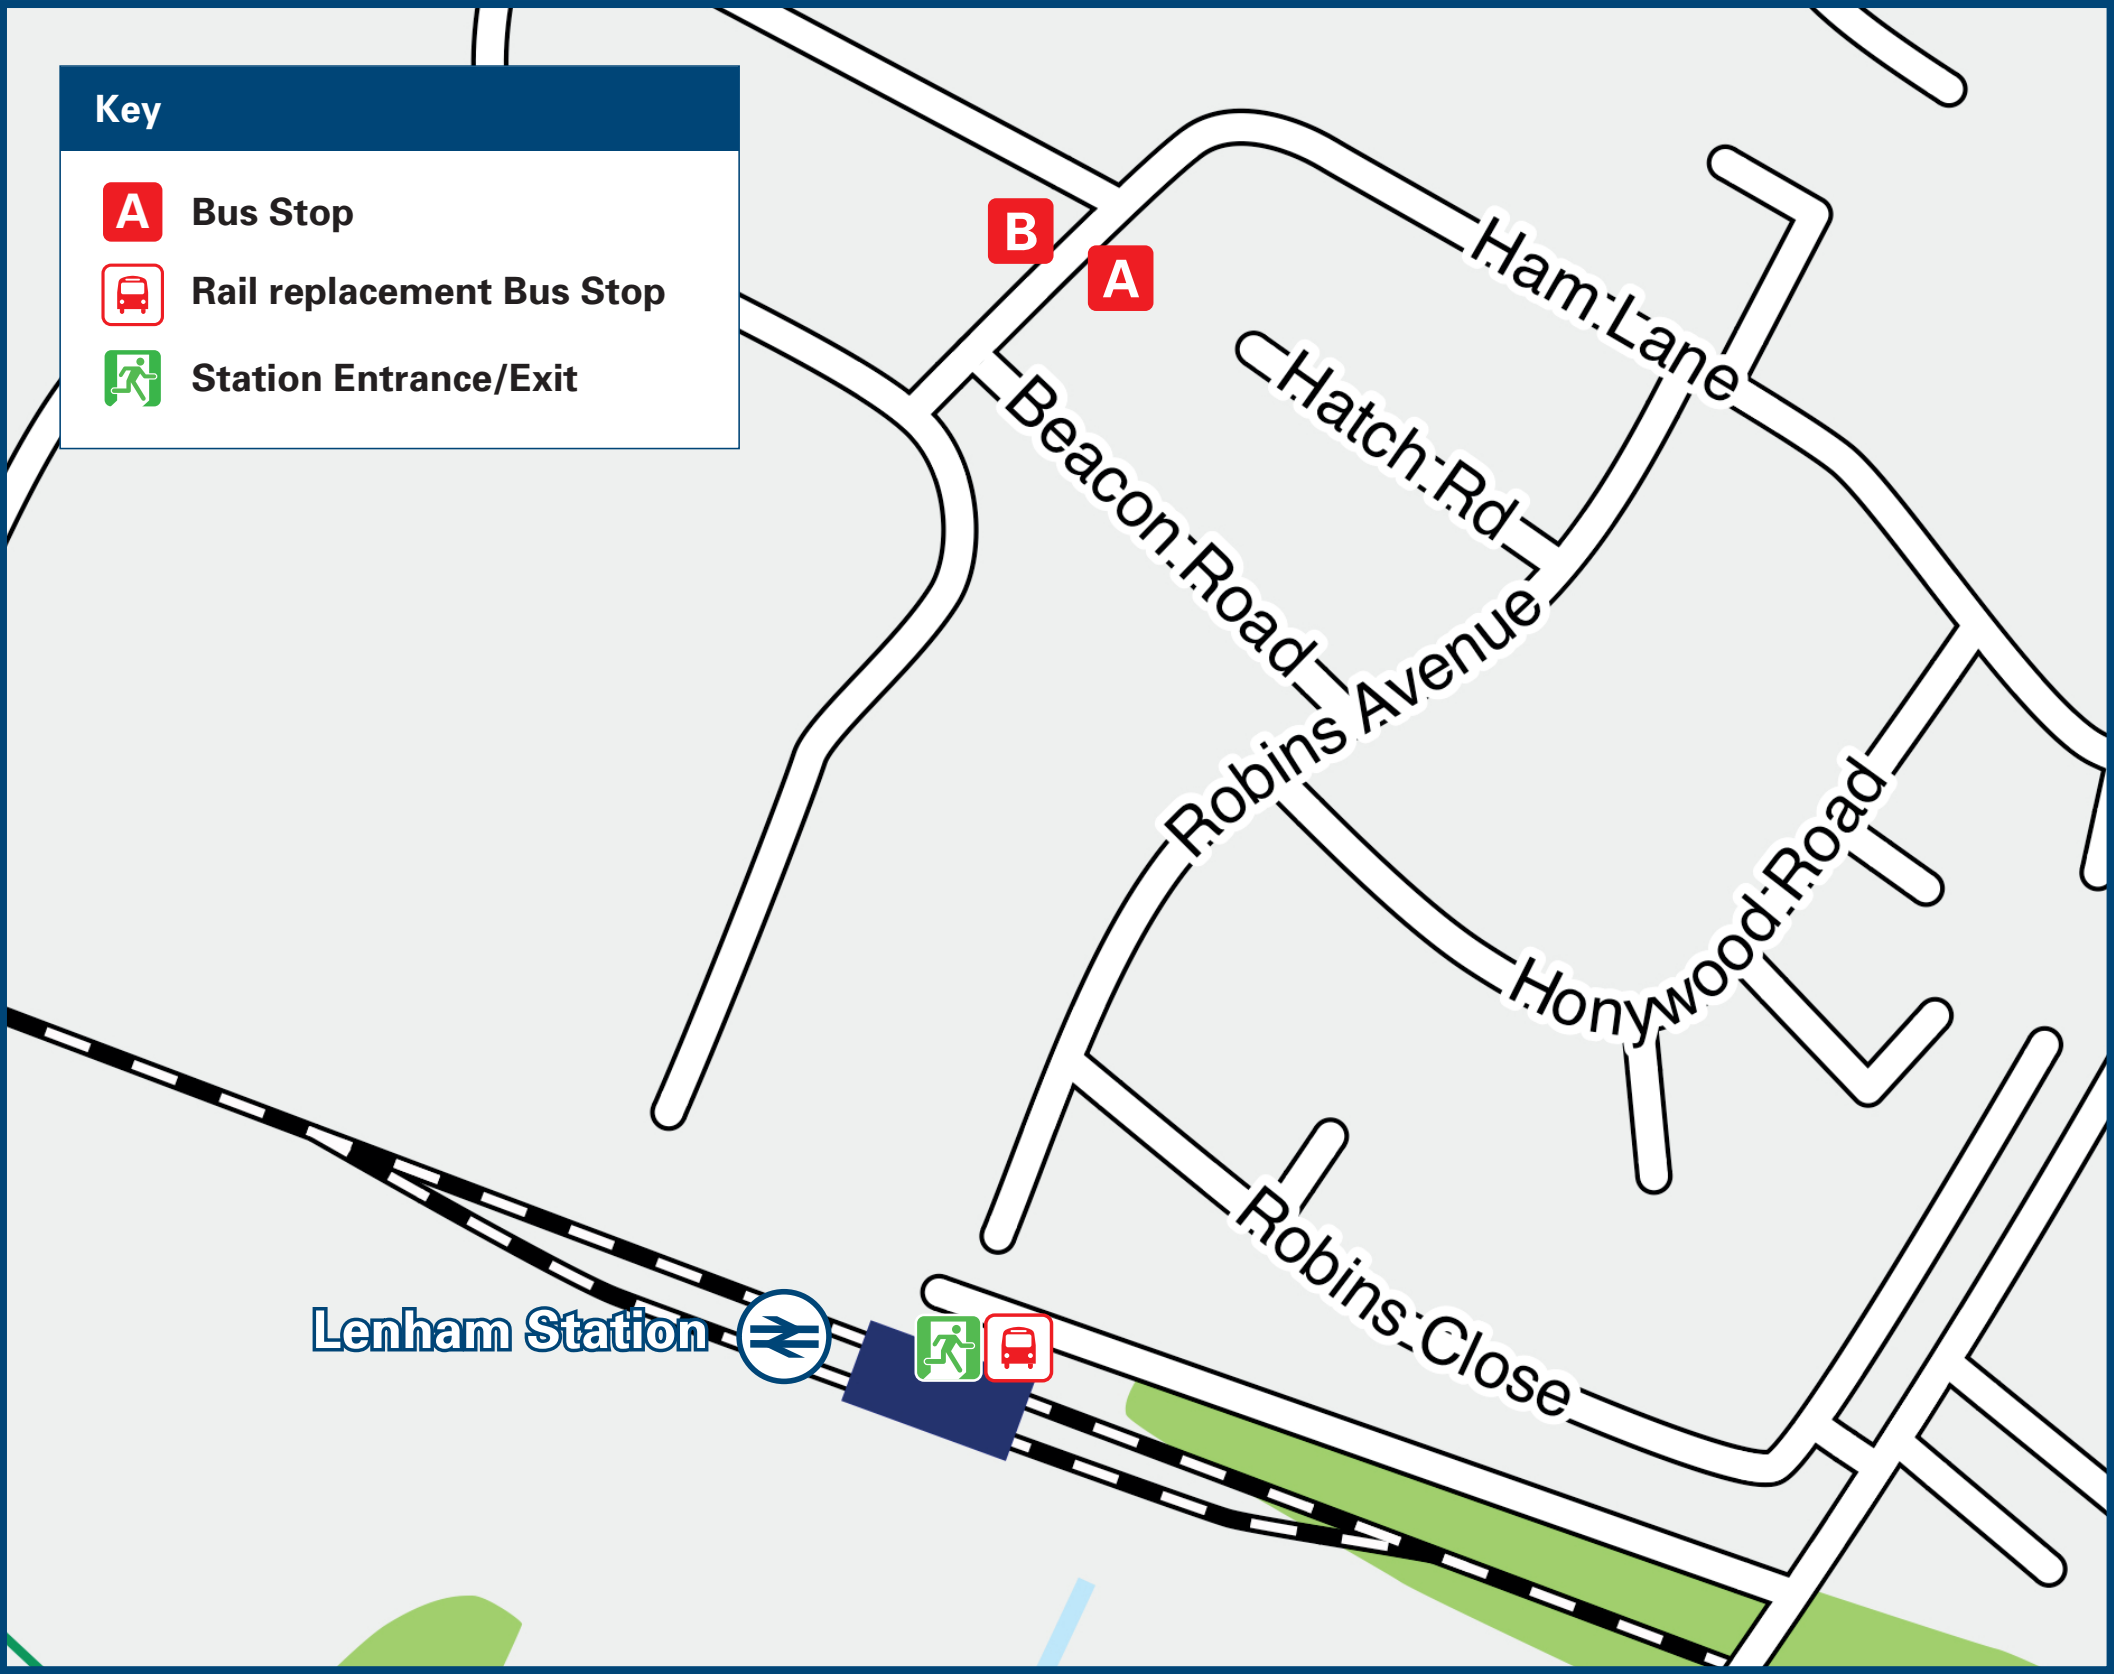 Key
A Bus Stop
Rail replacement Bus Stop
Station Entrance/Exit
B
A
Ham Lane
Hatch Rd
Beacon Road
Robins Avenue
Honywood Road
Robins Close
Lenham Station